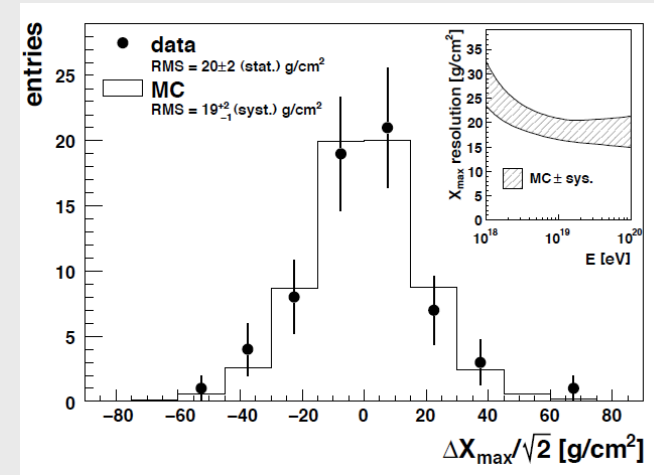 entries
data
RMS = 20±2 (stat.) g/cm²
MC
RMS = 19⁺²₋₁(syst.) g/cm²
25
20
15
10
5
0
−80 −60 −40 −20 0 20 40 60 80
ΔXmax/√2 [g/cm²]
Xmax resolution [g/cm²]
35
30
25
20
15
10
5
0
MC ± sys.
10¹⁸ 10¹⁹ 10²⁰
E [eV]